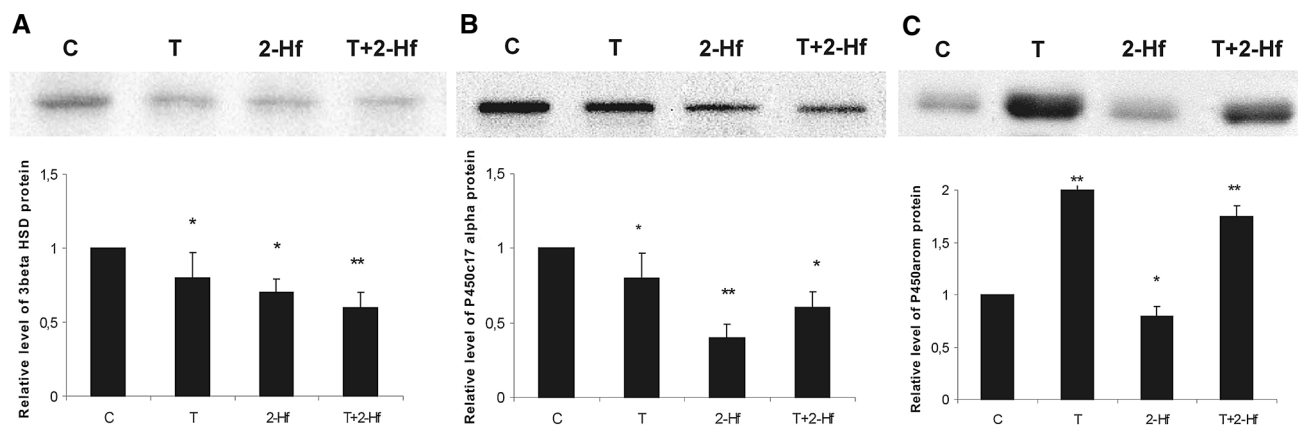 A
C T 2-Hf T+2-Hf
Relative level of 3beta HSD protein
1,5
1
0,5
0
* * **
C T 2-Hf T+2-Hf
B
C T 2-Hf T+2-Hf
Relative level of P450c17 alpha protein
1,5
1
0,5
0
* ** *
C T 2-Hf T+2-Hf
C
C T 2-Hf T+2-Hf
Relative level of P450arom protein
2
1,5
1
0,5
0
** * **
C T 2-Hf T+2-Hf